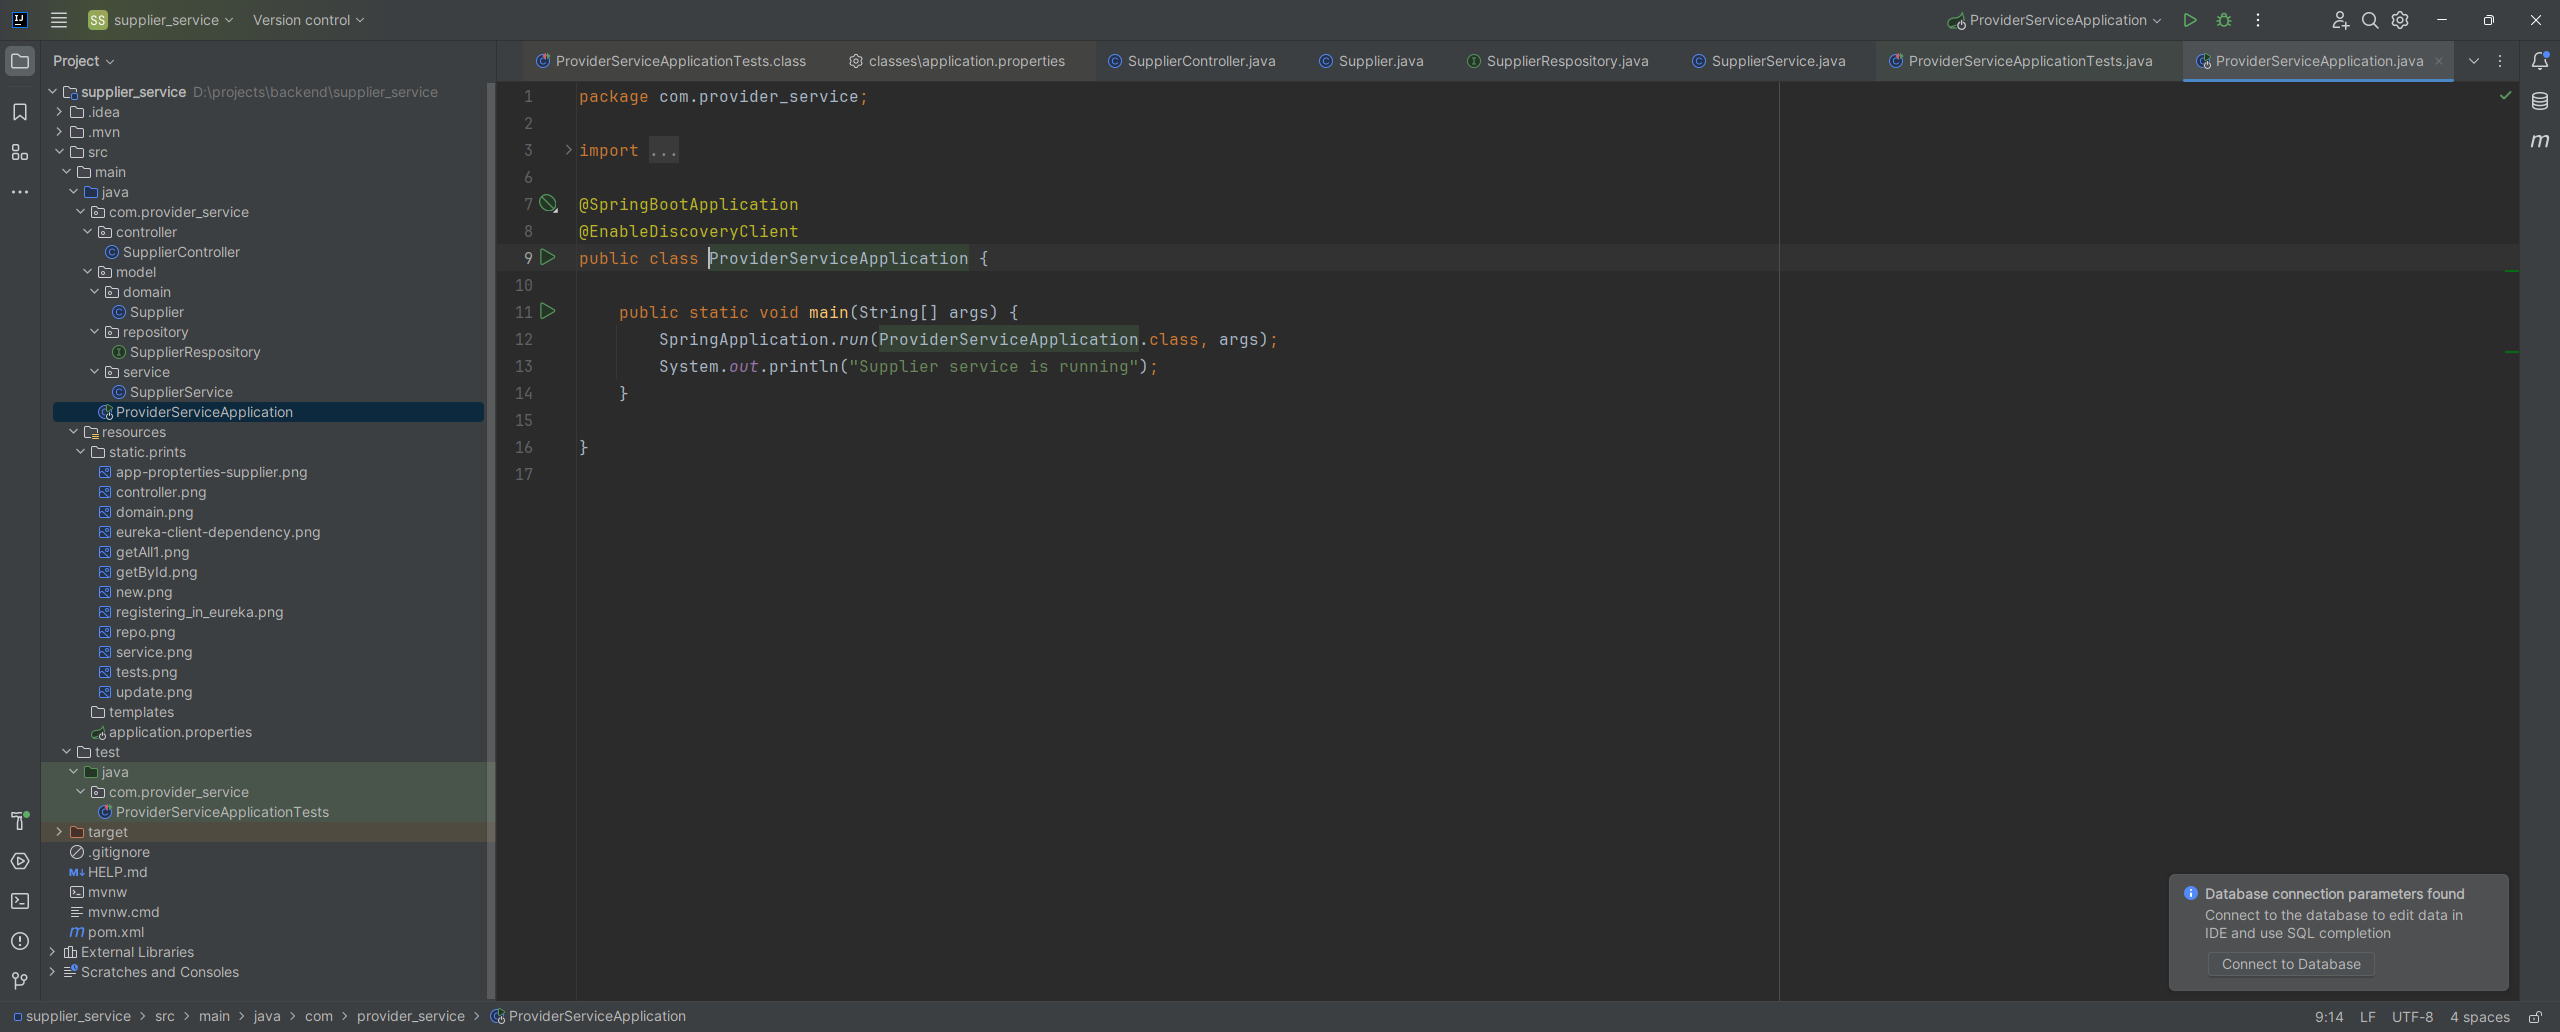 SS supplier_service Version control ProviderServiceApplication
Project
ProviderServiceApplicationTests.class classes\application.properties SupplierController.java Supplier.java SupplierRespository.java SupplierService.java ProviderServiceApplicationTests.java ProviderServiceApplication.java
supplier_service D:\projects\backend\supplier_service
.idea
.mvn
src
main
java
com.provider_service
controller
SupplierController
model
domain
Supplier
repository
SupplierRespository
service
SupplierService
ProviderServiceApplication
resources
static.prints
app-propterties-supplier.png
controller.png
domain.png
eureka-client-dependency.png
getAll1.png
getById.png
new.png
registering_in_eureka.png
repo.png
service.png
tests.png
update.png
templates
application.properties
test
java
com.provider_service
ProviderServiceApplicationTests
target
.gitignore
HELP.md
mvnw
mvnw.cmd
pom.xml
External Libraries
Scratches and Consoles
1 package com.provider_service;
2
3 import ...
6
7 @SpringBootApplication
8 @EnableDiscoveryClient
9 public class ProviderServiceApplication {
10
11 public static void main(String[] args) {
12 SpringApplication.run(ProviderServiceApplication.class, args);
13 System.out.println("Supplier service is running");
14 }
15
16 }
17
Database connection parameters found
Connect to the database to edit data in
IDE and use SQL completion
Connect to Database
supplier_service > src > main > java > com > provider_service > ProviderServiceApplication 9:14 LF UTF-8 4 spaces